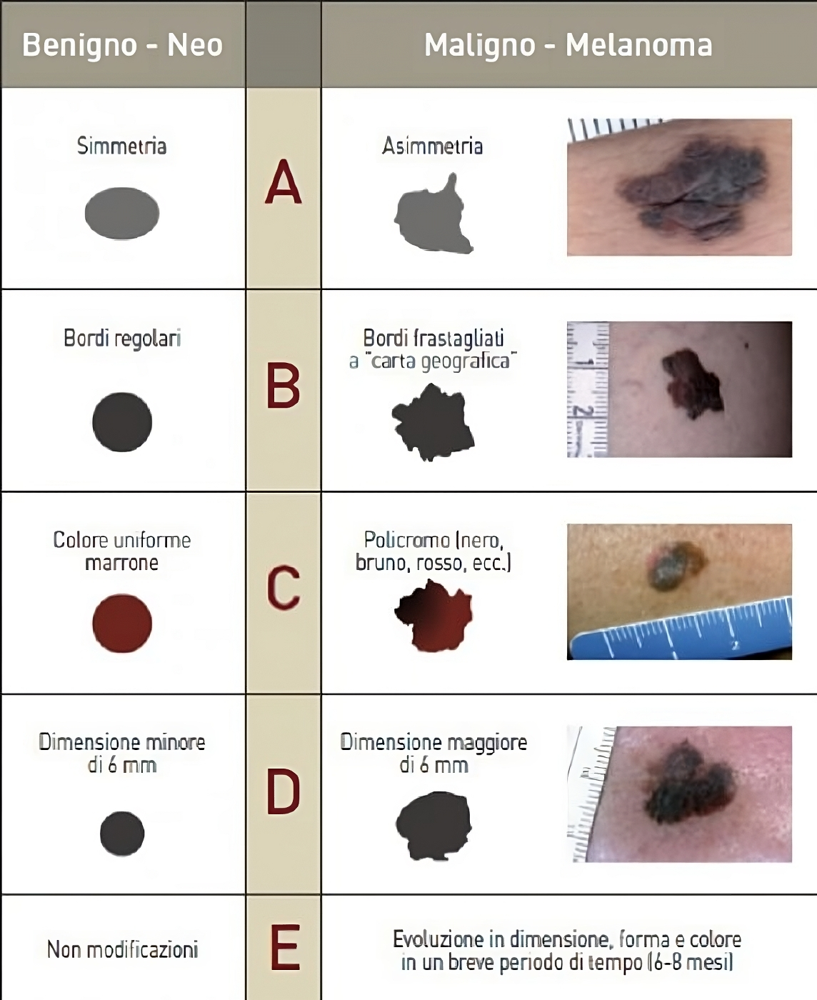 Benigno - Neo
Maligno - Melanoma
Simmetria
A
Asimmetria
Bordi regolari
B
Bordi frastagliati
a "carta geografica"
1
2
Colore uniforme
marrone
C
Policromo (nero,
bruno, rosso, ecc.)
Dimensione minore
di 6 mm
D
Dimensione maggiore
di 6 mm
Non modificazioni
E
Evoluzione in dimensione, forma e colore
in un breve periodo di tempo (6-8 mesi)